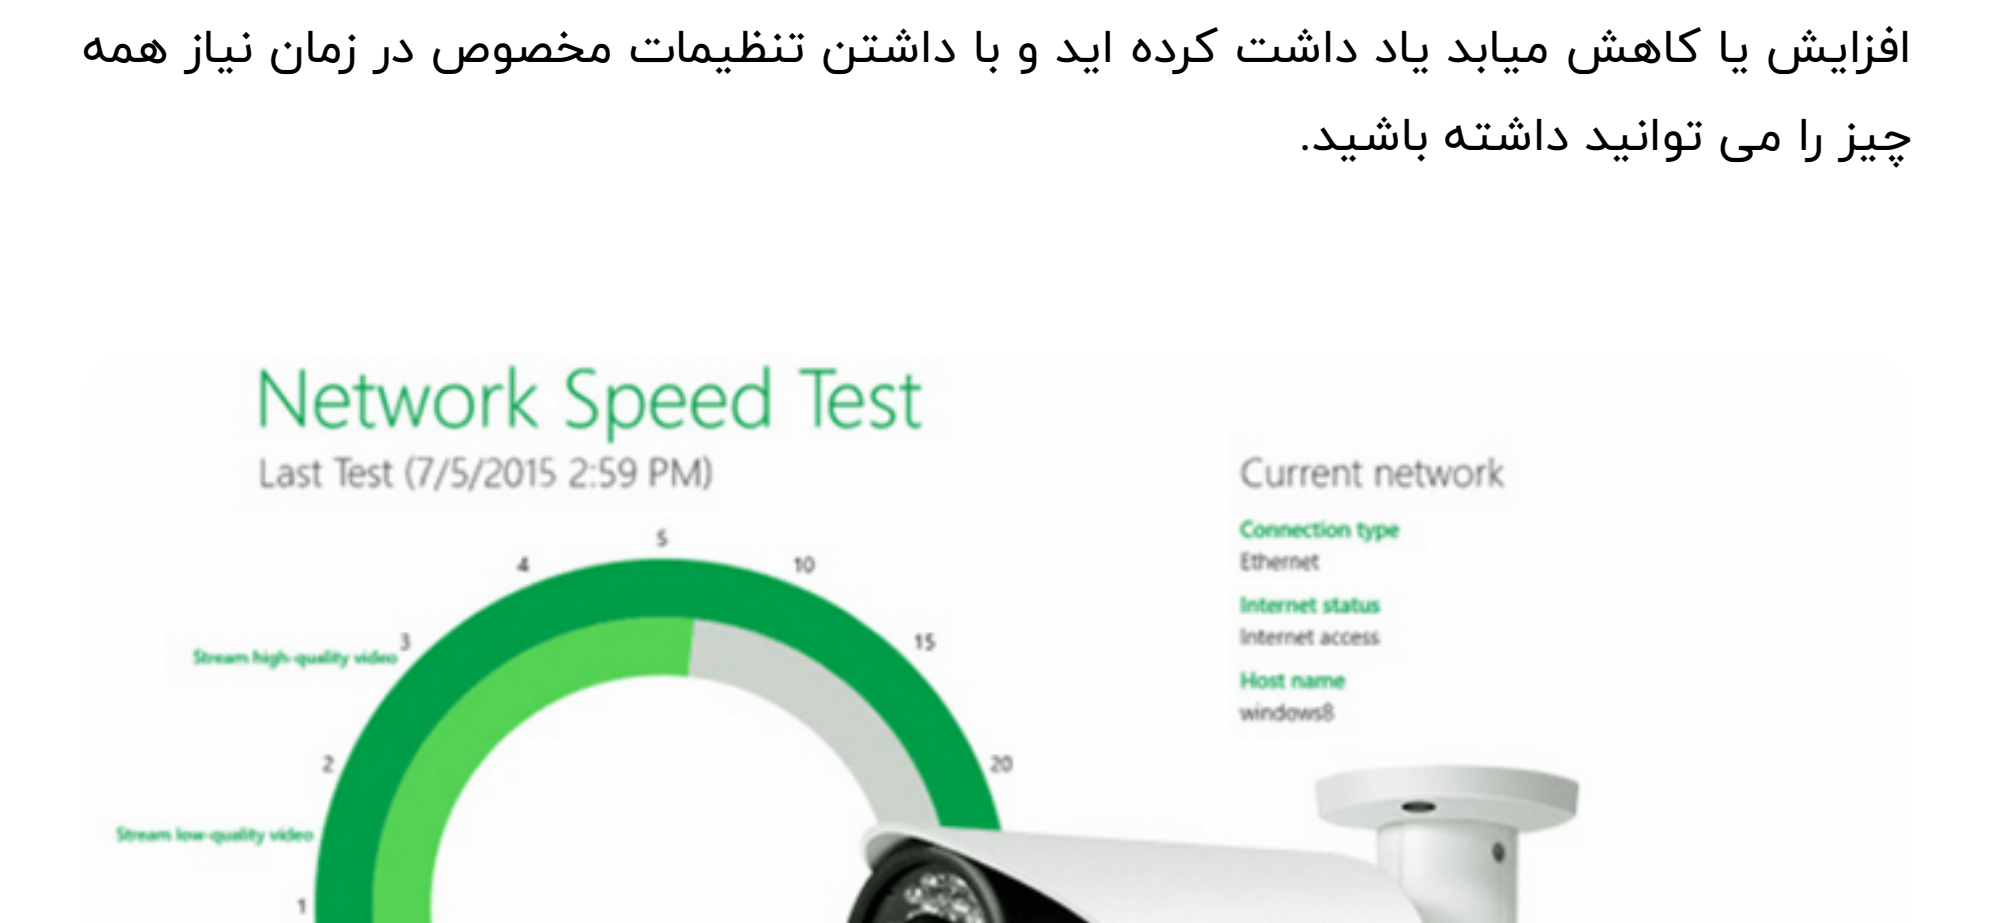 افزایش یا کاهش میابد یاد داشت کرده اید و با داشتن تنظیمات مخصوص در زمان نیاز همه
چیز را می توانید داشته باشید.
Network Speed Test
Last Test (7/5/2015 2:59 PM)
Current network
Connection type
Ethernet
Internet status
Internet access
Host name
windows8
5
4
10
3
15
Stream high-quality video
2
20
Stream low-quality video
1